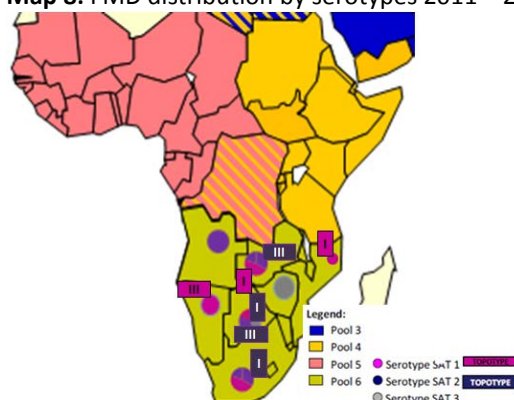 Map 8: FMD distribution by serotypes 2011 – 2
III
I
III
I
I
III
I
Legend:
Pool 3
Pool 4
Pool 5
Pool 6
Serotype SAT 1 TOPOTYPE
Serotype SAT 2 TOPOTYPE
Serotype SAT 3